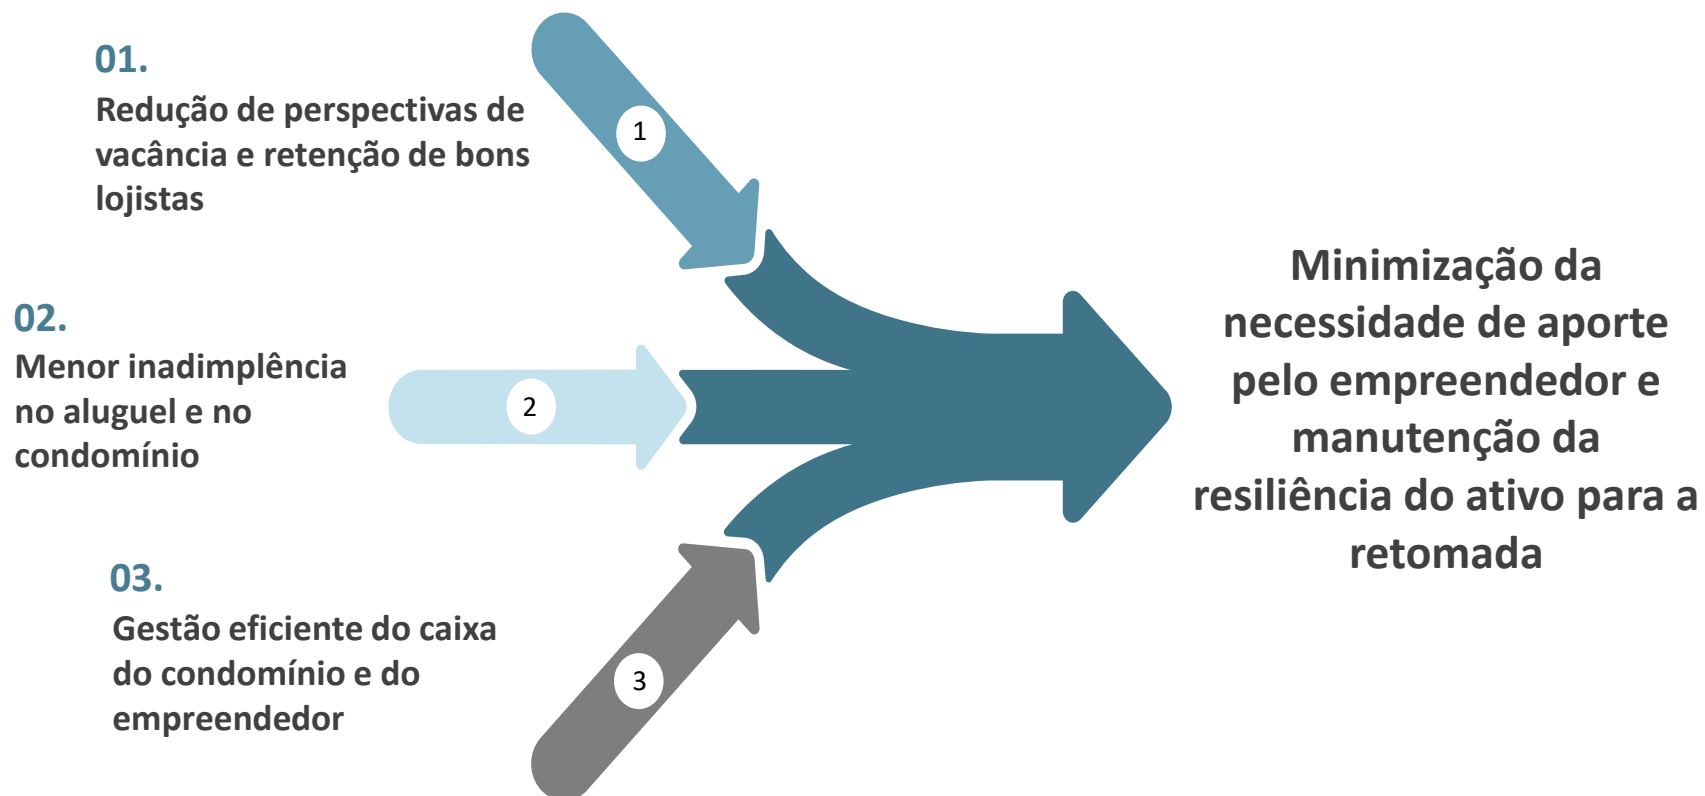 01.
Redução de perspectivas de
vacância e retenção de bons
lojistas
1
02.
Menor inadimplência
no aluguel e no
condomínio
2
03.
Gestão eficiente do caixa
do condomínio e do
empreendedor
3
Minimização da
necessidade de aporte
pelo empreendedor e
manutenção da
resiliência do ativo para a
retomada